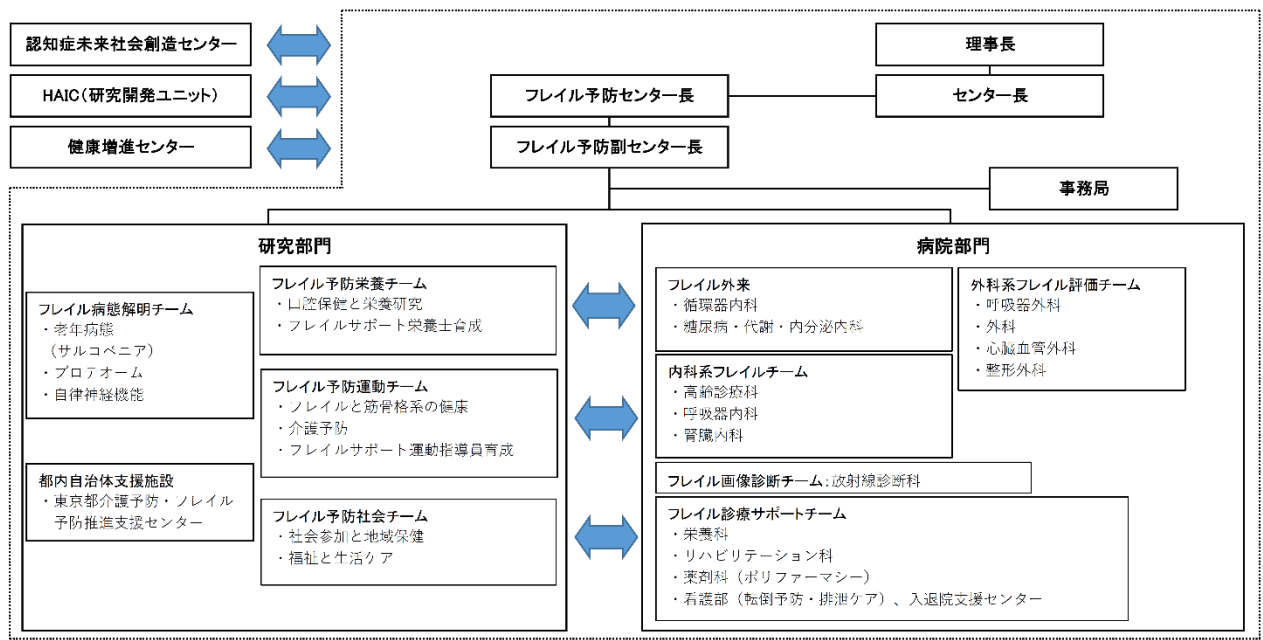 認知症未来社会創造センター
HAIC(研究開発ユニット)
健康増進センター
理事長
センター長
フレイル予防センター長
フレイル予防副センター長
事務局
研究部門
フレイル病態解明チーム
・老年病態
（サルコペニア）
・プロテオーム
・自律神経機能
都内自治体支援施設
・東京都介護予防・フレイル
予防推進支援センター
フレイル予防栄養チーム
・口腔保健と栄養研究
・フレイルサポート栄養士育成
フレイル予防運動チーム
・フレイルと筋骨格系の健康
・介護予防
・フレイルサポート運動指導員育成
フレイル予防社会チーム
・社会参加と地域保健
・福祉と生活ケア
病院部門
フレイル外来
・循環器内科
・糖尿病・代謝・内分泌内科
内科系フレイルチーム
・高齢診療科
・呼吸器内科
・腎臓内科
外科系フレイル評価チーム
・呼吸器外科
・外科
・心臓血管外科
・整形外科
フレイル画像診断チーム:放射線診断科
フレイル診療サポートチーム
・栄養科
・リハビリテーション科
・薬剤科（ポリファーマシー）
・看護部（転倒予防・排泄ケア）、入退院支援センター